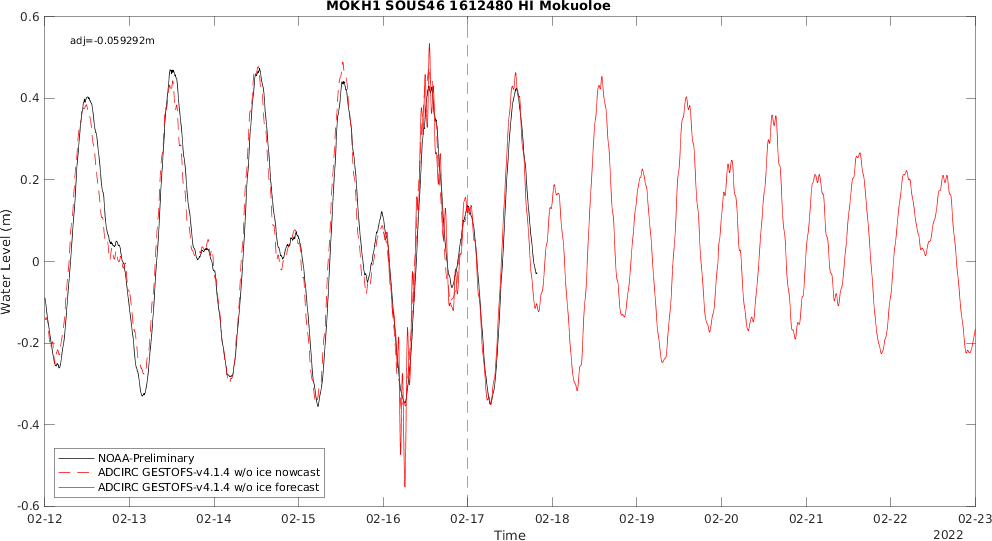 MOKH1 SOUS46 1612480 HI Mokuoloe
adj=-0.059292m
0.6
0.4
0.2
0
-0.2
-0.4
-0.6
Water Level (m)
NOAA-Preliminary
ADCIRC GESTOFS-v4.1.4 w/o ice nowcast
ADCIRC GESTOFS-v4.1.4 w/o ice forecast
02-12 02-13 02-14 02-15 02-16 02-17 02-18 02-19 02-20 02-21 02-22 02-23
Time
2022